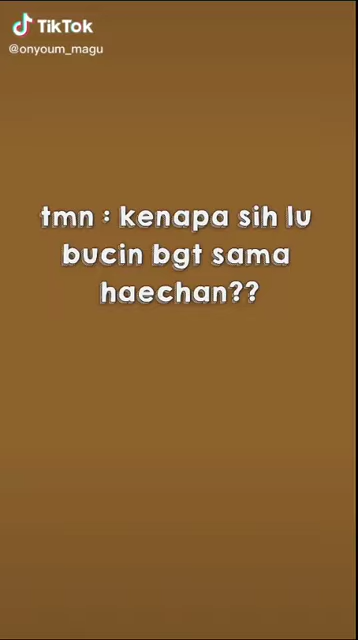 TikTok
@onyoum_magu
tmn : kenapa sih lu
bucin bgt sama
haechan??